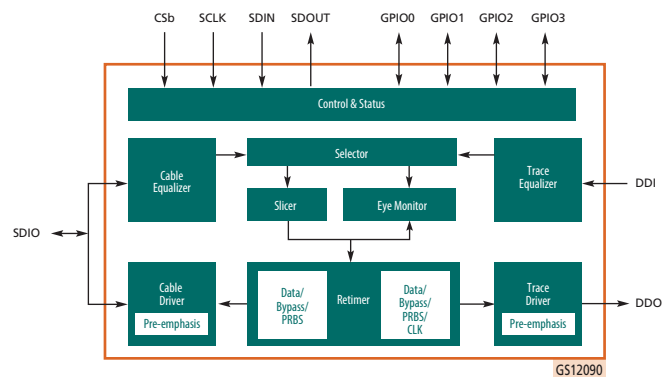 CSb SCLK SDIN SDOUT GPIO0 GPIO1 GPIO2 GPIO3
Control & Status
Cable
Equalizer
Selector
Trace
Equalizer
Slicer
Eye Monitor
DDI
SDIO
Cable
Driver
Pre-emphasis
Data/
Bypass/
PRBS
Retimer
Data/
Bypass/
PRBS/
CLK
Trace
Driver
Pre-emphasis
DDO
GS12090